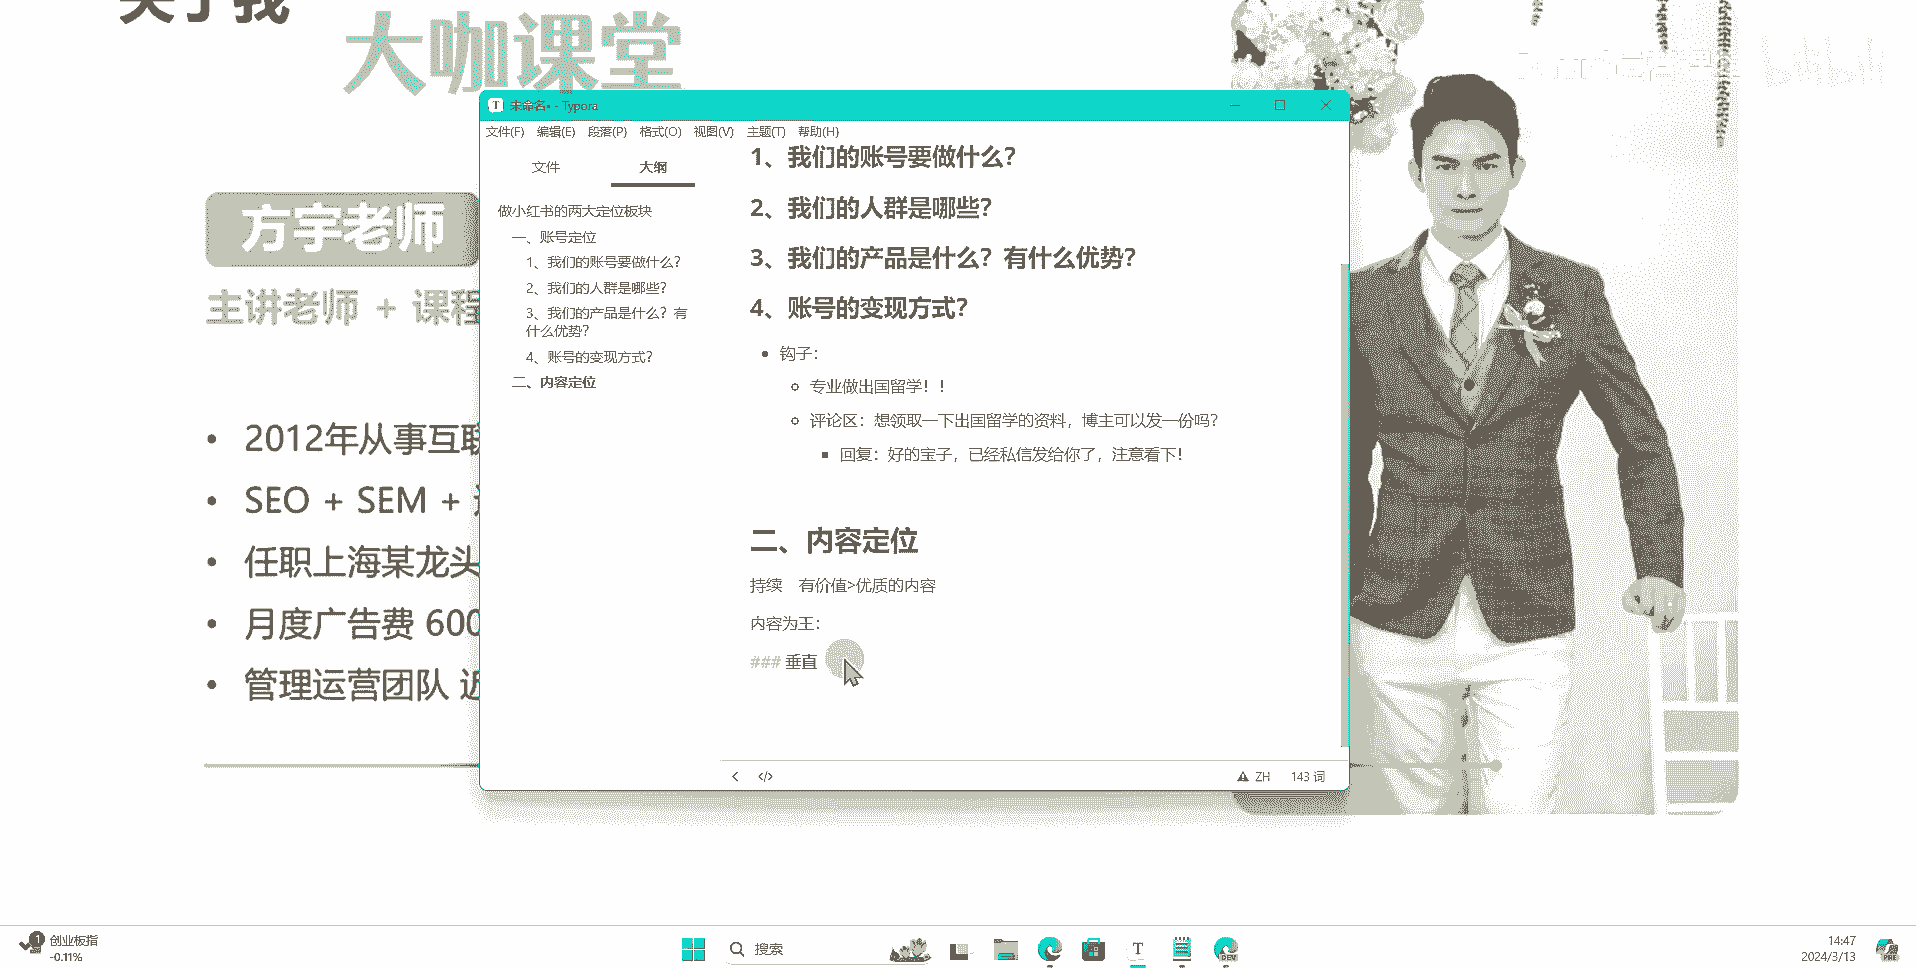 关于我
大咖课堂
bilibili
方宇老师
主讲老师 + 课程
2012年从事互联
SEO + SEM +
任职上海某龙头
月度广告费 600
管理运营团队 近
未命名• - Typora
文件(F) 编辑(E) 段落(P) 格式(O) 视图(V) 主题(T) 帮助(H)
文件 大纲
做小红书的两大定位板块
一、账号定位
1、我们的账号要做什么？
2、我们的人群是哪些？
3、我们的产品是什么？有
什么优势？
4、账号的变现方式？
二、内容定位
1、我们的账号要做什么？
2、我们的人群是哪些？
3、我们的产品是什么？有什么优势？
4、账号的变现方式？
钩子：
专业做出国留学！！
评论区：想领取一下出国留学的资料，博主可以发一份吗？
回复：好的宝子，已经私信发给你了，注意看下！
二、内容定位
持续 有价值>优质的内容
内容为王：
### 垂直
ZH 143 词
1
创业板指
-0.11%
搜索
T
DEV
14:47
2024/3/13
PRE